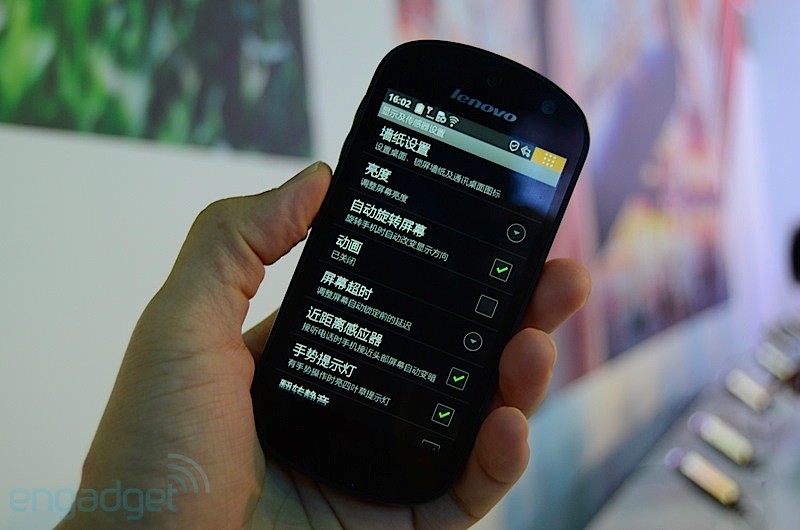 lenovo
16:02
显示及传感器设置
墙纸设置
设置桌面、锁屏墙纸及通讯桌面图标
亮度
调整屏幕亮度
自动旋转屏幕
旋转手机时自动改变显示方向
动画
已关闭
屏幕超时
调整屏幕自动锁定前的延迟
近距离感应器
接听电话时手机接近头部屏幕自动变暗
手势提示灯
有手势操作时亮四叶草提示灯
翻转静音
engadget